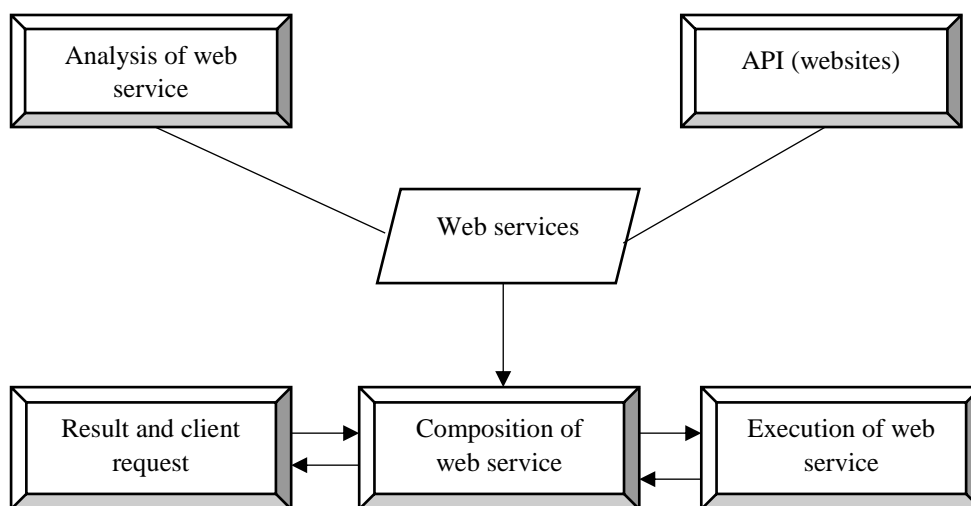 Analysis of web
service
API (websites)
Web services
Result and client
request
Composition of
web service
Execution of web
service